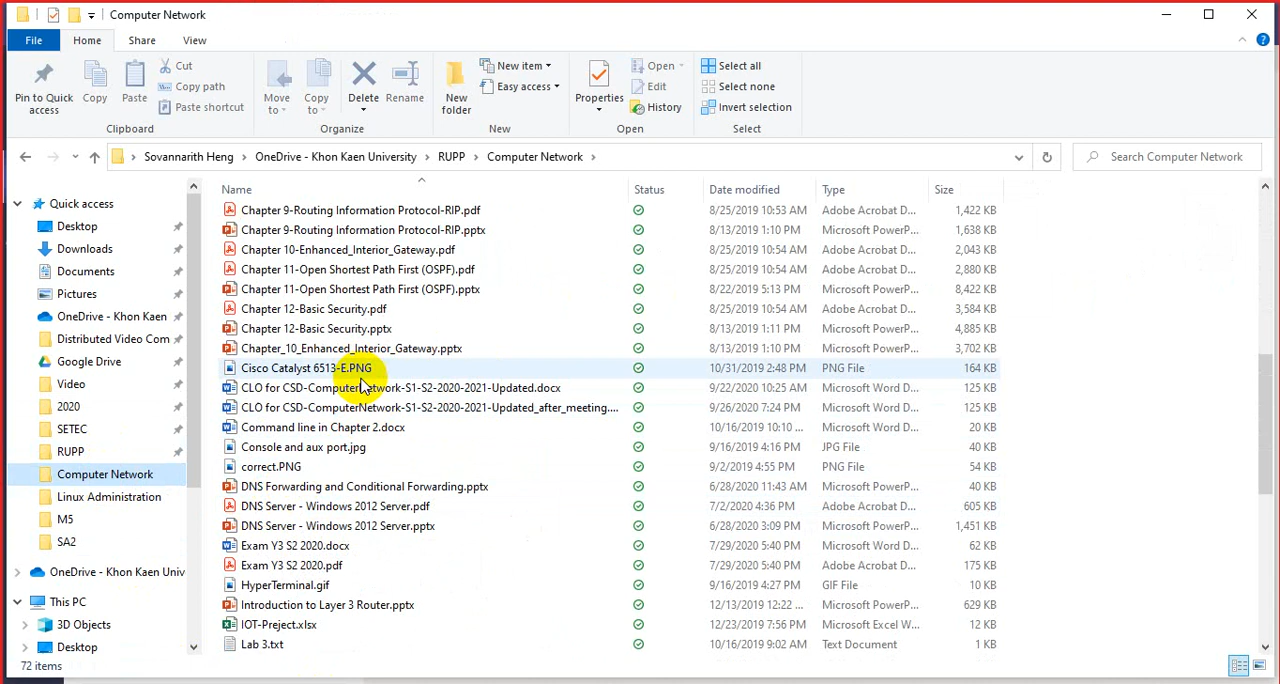 Computer Network
File Home Share View
Pin to Quick access
Copy
Paste
Cut
Copy path
Paste shortcut
Move to
Copy to
Delete
Rename
New folder
New item
Easy access
Properties
Open
Edit
History
Select all
Select none
Invert selection
Clipboard Organize New Open Select
Sovannarith Heng > OneDrive - Khon Kaen University > RUPP > Computer Network >
Search Computer Network
Quick access
Desktop
Downloads
Documents
Pictures
OneDrive - Khon Kaen
Distributed Video Com
Google Drive
Video
2020
SETEC
RUPP
Computer Network
Linux Administration
M5
SA2
OneDrive - Khon Kaen Univ
This PC
3D Objects
Desktop
Name Status Date modified Type Size
Chapter 9-Routing Information Protocol-RIP.pdf 8/25/2019 10:53 AM Adobe Acrobat D... 1,422 KB
Chapter 9-Routing Information Protocol-RIP.pptx 8/13/2019 1:10 PM Microsoft PowerP... 1,638 KB
Chapter 10-Enhanced_Interior_Gateway.pdf 8/25/2019 10:54 AM Adobe Acrobat D... 2,043 KB
Chapter 11-Open Shortest Path First (OSPF).pdf 8/25/2019 10:54 AM Adobe Acrobat D... 2,880 KB
Chapter 11-Open Shortest Path First (OSPF).pptx 8/22/2019 5:13 PM Microsoft PowerP... 8,422 KB
Chapter 12-Basic Security.pdf 8/25/2019 10:54 AM Adobe Acrobat D... 3,584 KB
Chapter 12-Basic Security.pptx 8/13/2019 1:11 PM Microsoft PowerP... 4,885 KB
Chapter_10_Enhanced_Interior_Gateway.pptx 8/13/2019 1:10 PM Microsoft PowerP... 3,702 KB
Cisco Catalyst 6513-E.PNG 10/31/2019 2:48 PM PNG File 164 KB
CLO for CSD-ComputerNetwork-S1-S2-2020-2021-Updated.docx 9/22/2020 10:25 AM Microsoft Word D... 125 KB
CLO for CSD-ComputerNetwork-S1-S2-2020-2021-Updated_after_meeting.... 9/26/2020 7:24 PM Microsoft Word D... 125 KB
Command line in Chapter 2.docx 10/16/2019 10:10 ... Microsoft Word D... 20 KB
Console and aux port.jpg 9/16/2019 4:16 PM JPG File 40 KB
correct.PNG 9/2/2019 4:55 PM PNG File 54 KB
DNS Forwarding and Conditional Forwarding.pptx 6/28/2020 11:43 AM Microsoft PowerP... 40 KB
DNS Server - Windows 2012 Server.pdf 7/2/2020 4:36 PM Adobe Acrobat D... 605 KB
DNS Server - Windows 2012 Server.pptx 6/28/2020 3:09 PM Microsoft PowerP... 1,451 KB
Exam Y3 S2 2020.docx 7/29/2020 5:40 PM Microsoft Word D... 62 KB
Exam Y3 S2 2020.pdf 7/29/2020 5:40 PM Adobe Acrobat D... 175 KB
HyperTerminal.gif 9/16/2019 4:27 PM GIF File 10 KB
Introduction to Layer 3 Router.pptx 12/13/2019 12:22 ... Microsoft PowerP... 629 KB
IOT-Preject.xlsx 12/23/2019 7:56 PM Microsoft Excel W... 12 KB
Lab 3.txt 10/16/2019 9:02 AM Text Document 1 KB
72 items